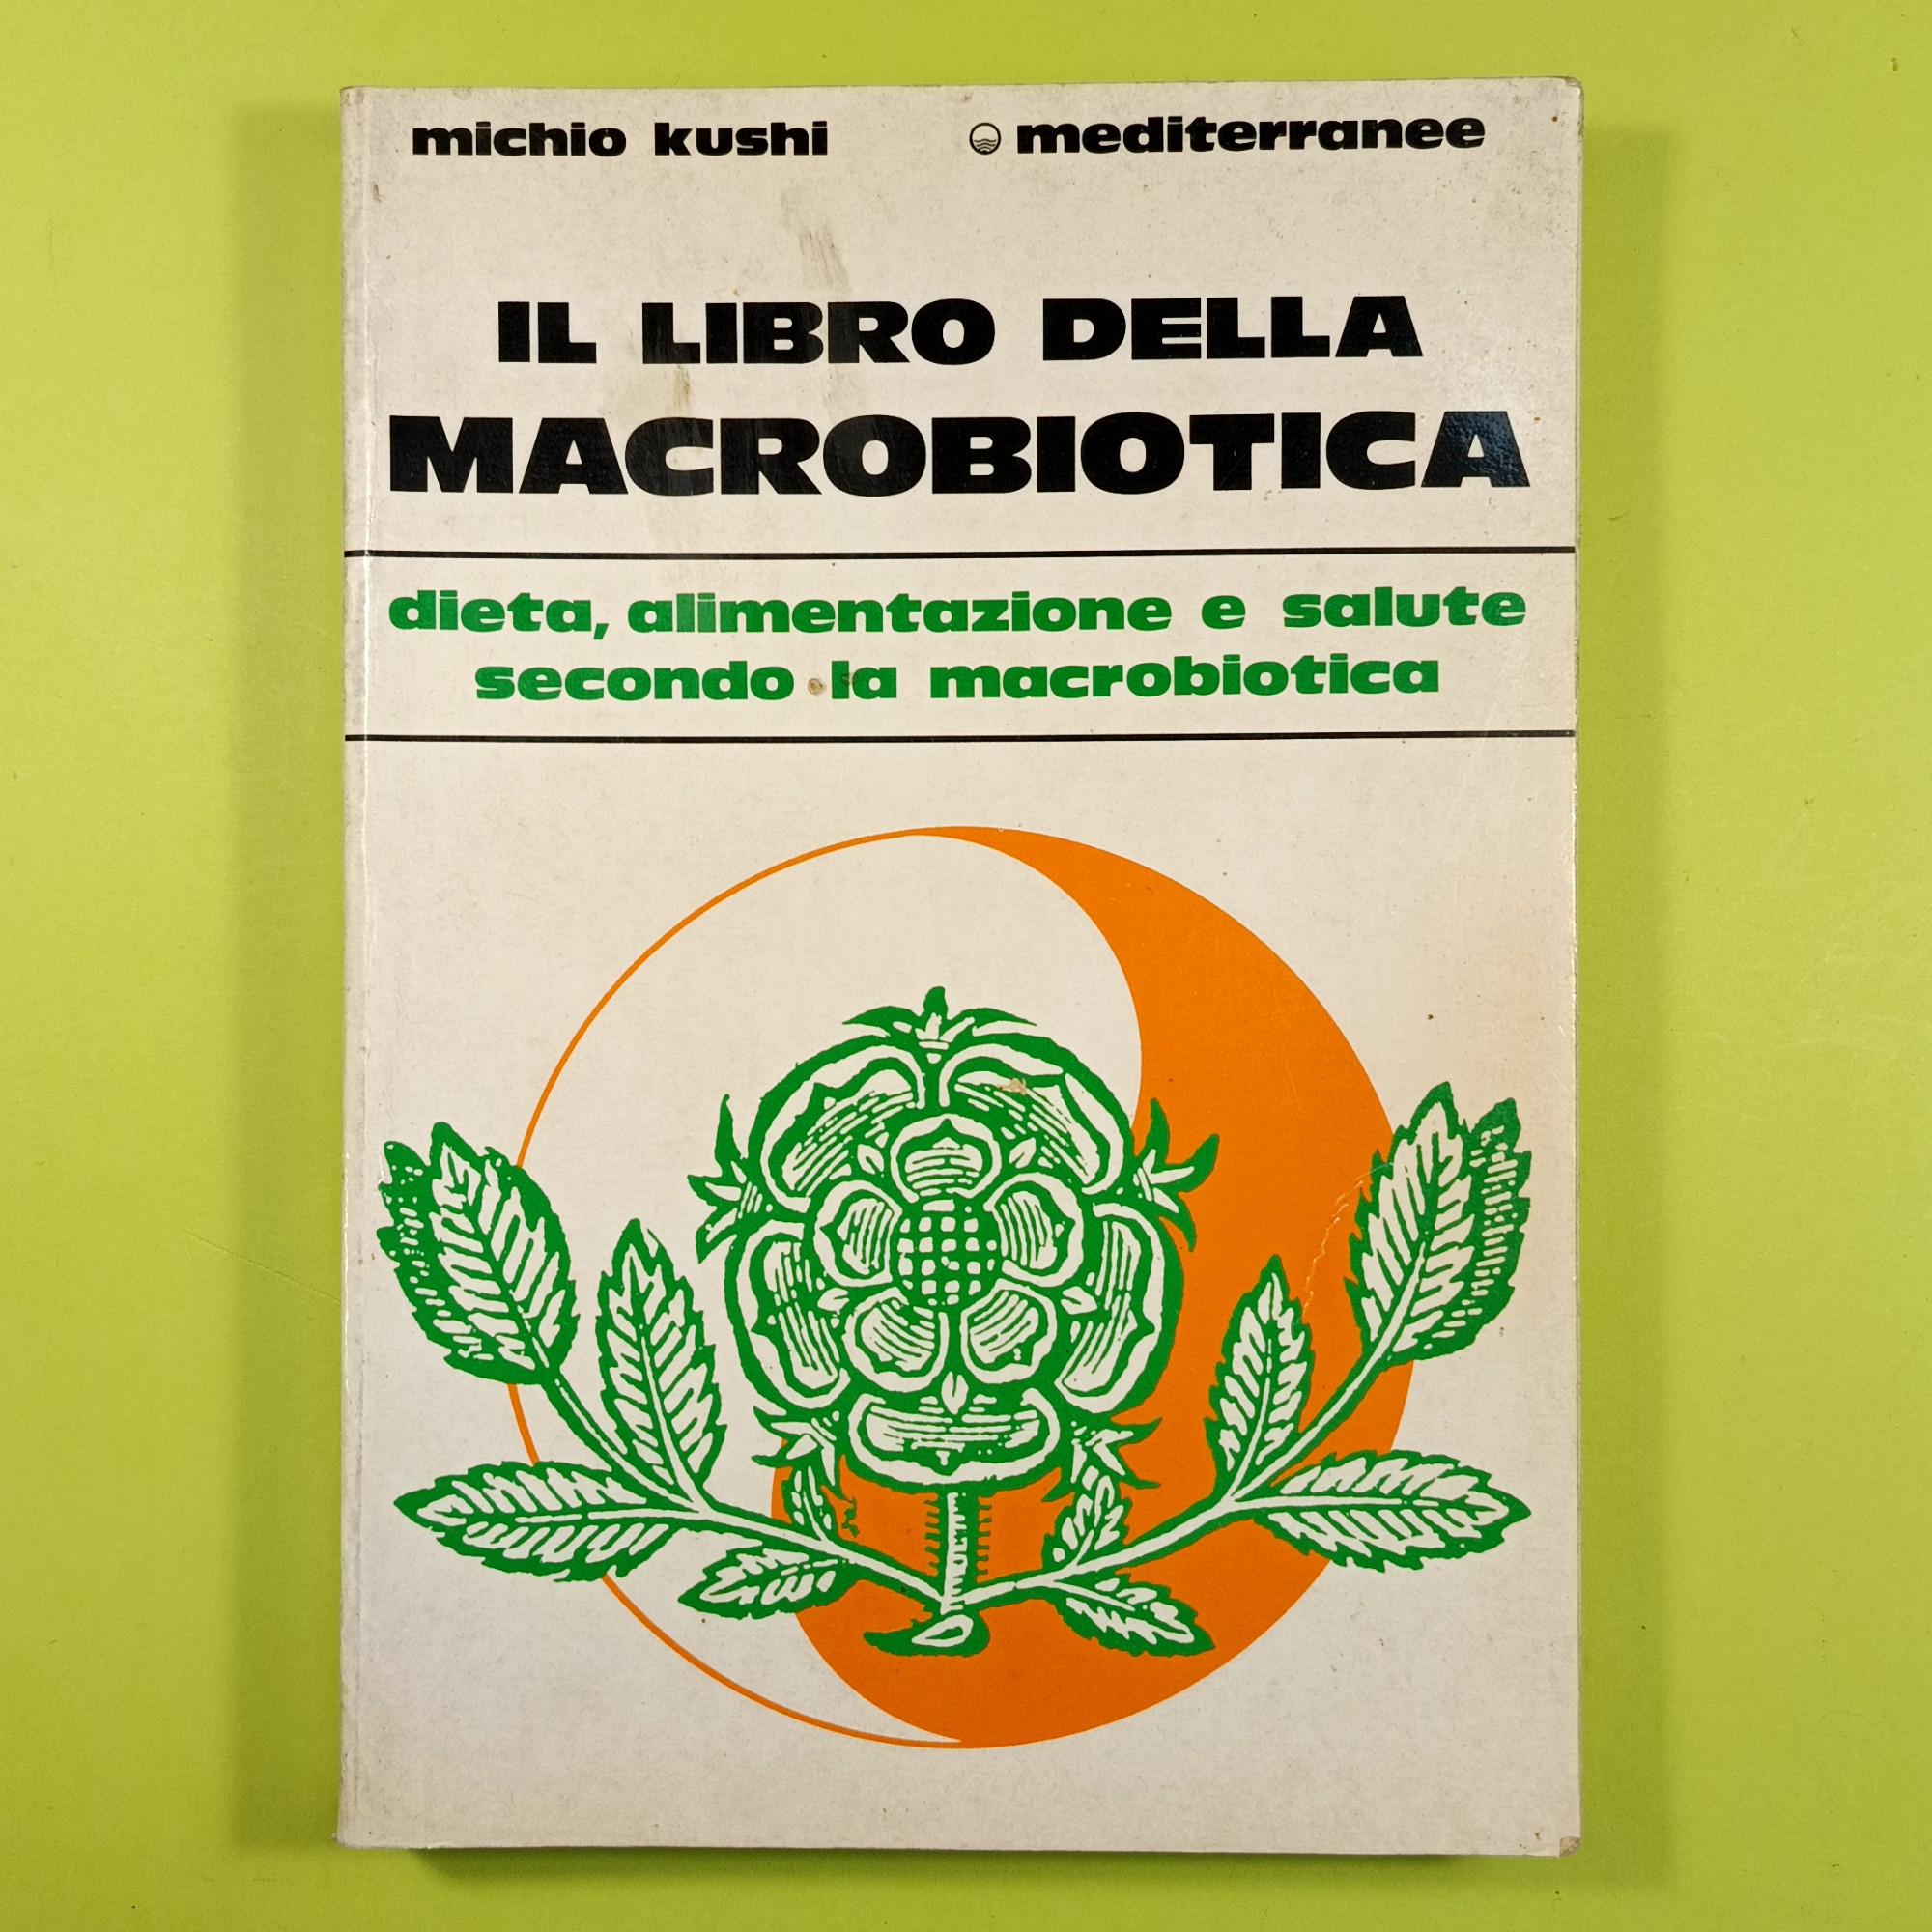 michio kushi mediterranee
IL LIBRO DELLA
MACROBIOTICA
dieta, alimentazione e salute
secondo la macrobiotica